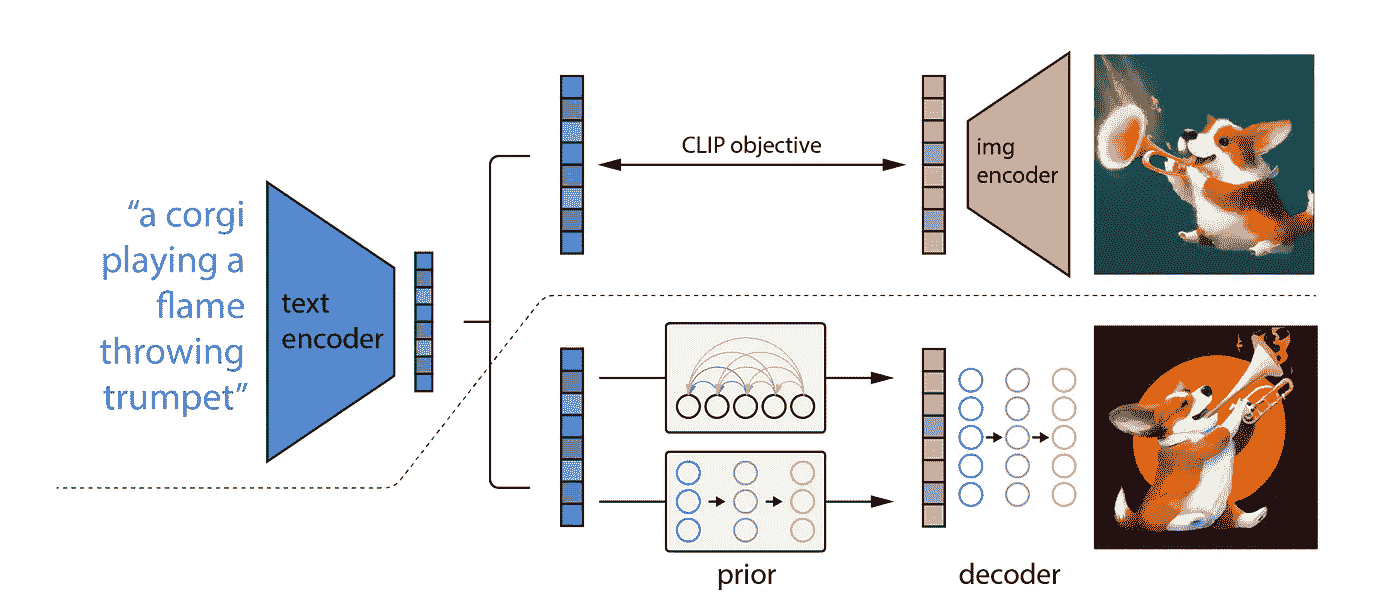 “a corgi
playing a
flame
throwing
trumpet”
text
encoder
CLIP objective
img
encoder
prior
decoder